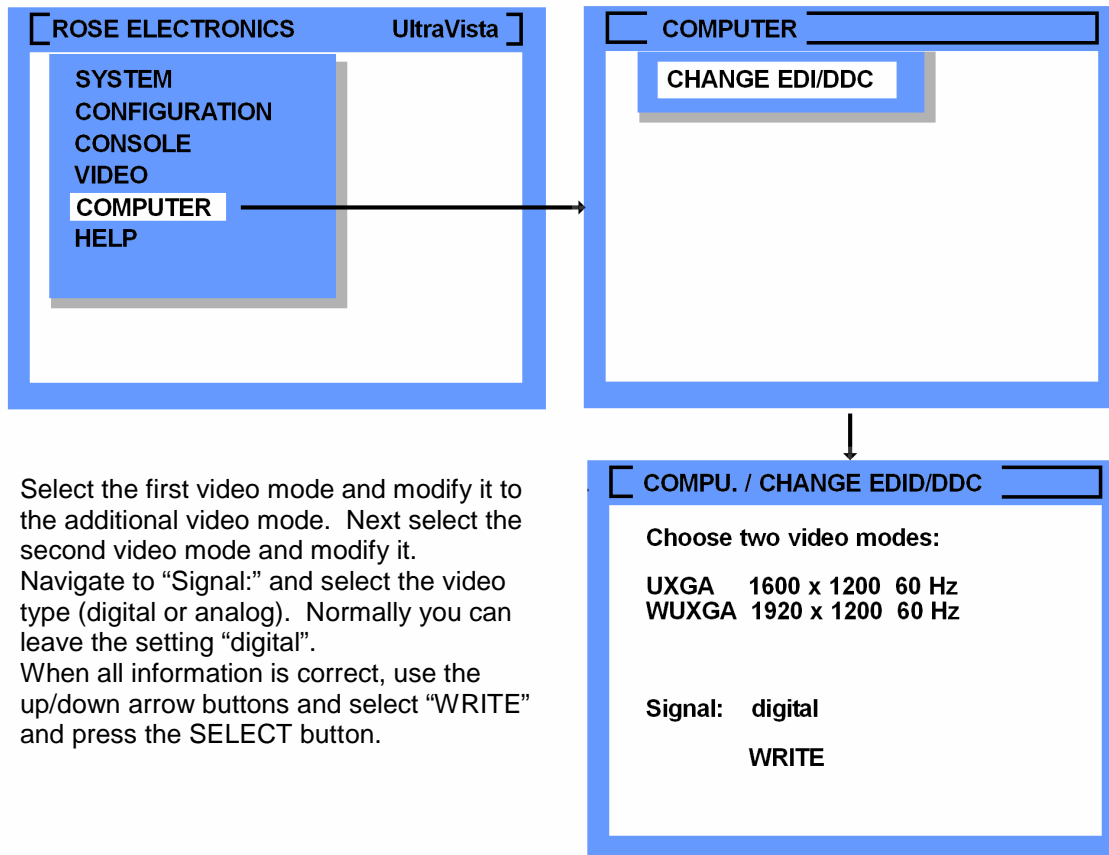 ROSE ELECTRONICS UltraVista
SYSTEM
CONFIGURATION
CONSOLE
VIDEO
COMPUTER
HELP
COMPUTER
CHANGE EDI/DDC
Select the first video mode and modify it to
the additional video mode. Next select the
second video mode and modify it.
Navigate to “Signal:” and select the video
type (digital or analog). Normally you can
leave the setting “digital”.
When all information is correct, use the
up/down arrow buttons and select “WRITE”
and press the SELECT button.
COMPU. / CHANGE EDID/DDC
Choose two video modes:
UXGA 1600 x 1200 60 Hz
WUXGA 1920 x 1200 60 Hz
Signal: digital
WRITE